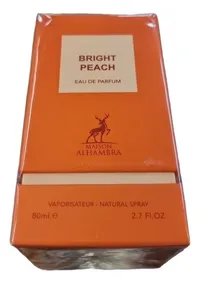 BRIGHT
PEACH
EAU DE PARFUM
MAISON
ALHAMBRA
VAPORISATEUR - NATURAL SPRAY
80ml ℮ 2.7 FL.OZ